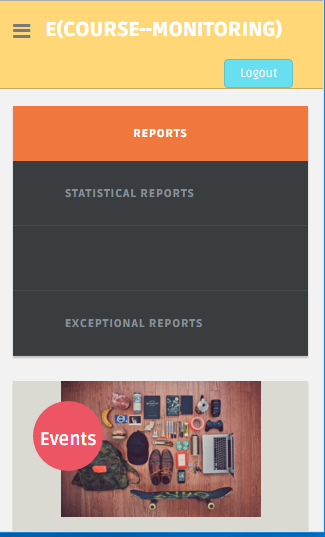 E(COURSE--MONITORING)
Logout
REPORTS
STATISTICAL REPORTS
EXCEPTIONAL REPORTS
Events